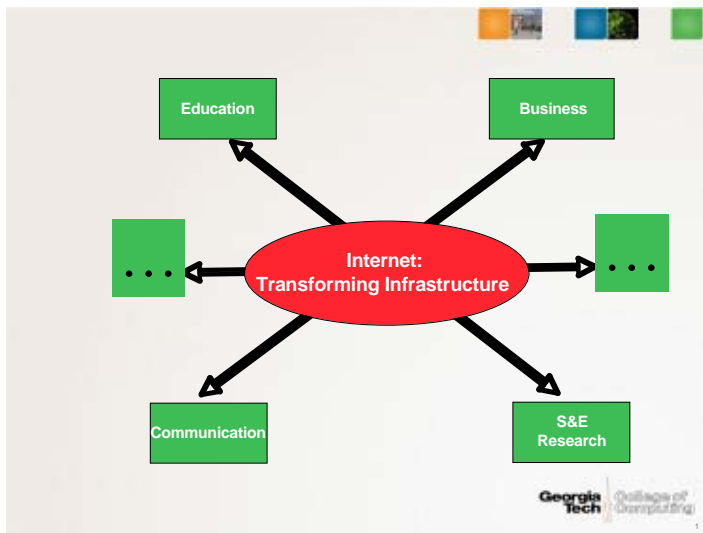 Education
Business
. . .
Internet:
Transforming Infrastructure
. . .
Communication
S&E
Research
Georgia
Tech
College of
Computing
1